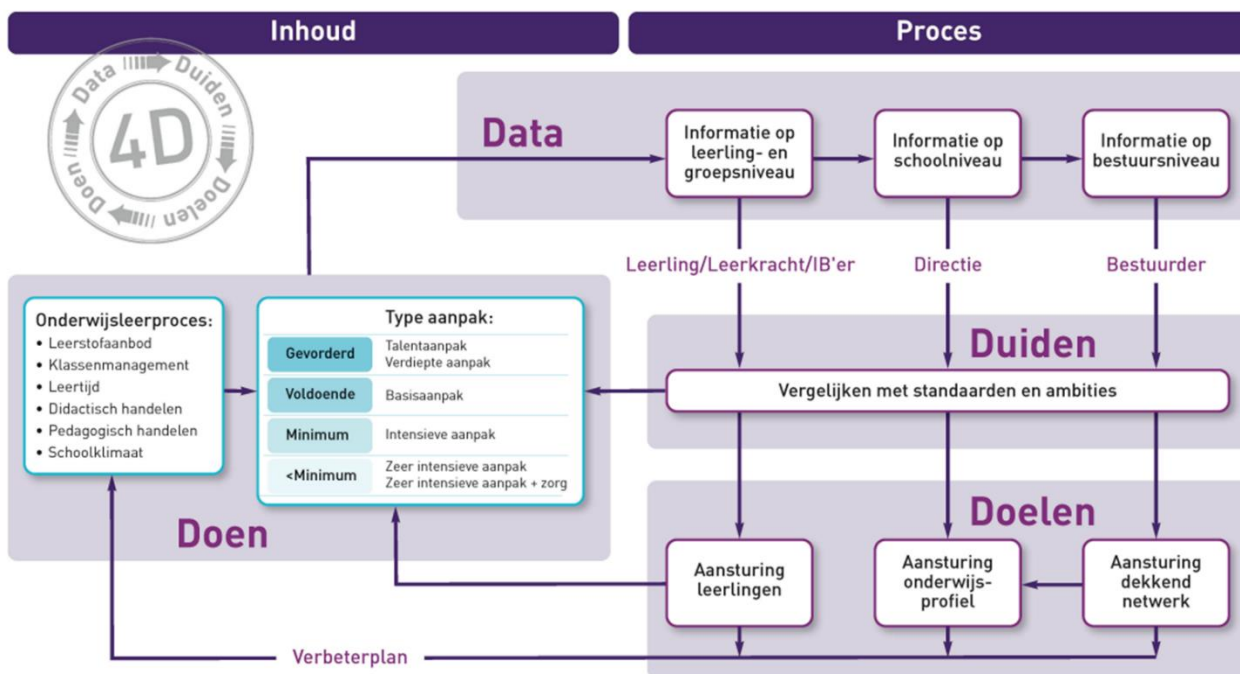 Inhoud
Proces
Data
Duiden
Doelen
Doen
4D
Data
Informatie op
leerling- en
groepsniveau
Informatie op
schoolniveau
Informatie op
bestuursniveau
Leerling/Leerkracht/IB'er
Directie
Bestuurder
Duiden
Vergelijken met standaarden en ambities
Onderwijsleerproces:
• Leerstofaanbod
• Klassenmanagement
• Leertijd
• Didactisch handelen
• Pedagogisch handelen
• Schoolklimaat
Type aanpak:
Gevorderd
Talentaanpak
Verdiepte aanpak
Voldoende
Basisaanpak
Minimum
Intensieve aanpak
<Minimum
Zeer intensieve aanpak
Zeer intensieve aanpak + zorg
Doen
Doelen
Aansturing
leerlingen
Aansturing
onderwijs-
profiel
Aansturing
dekkend
netwerk
Verbeterplan